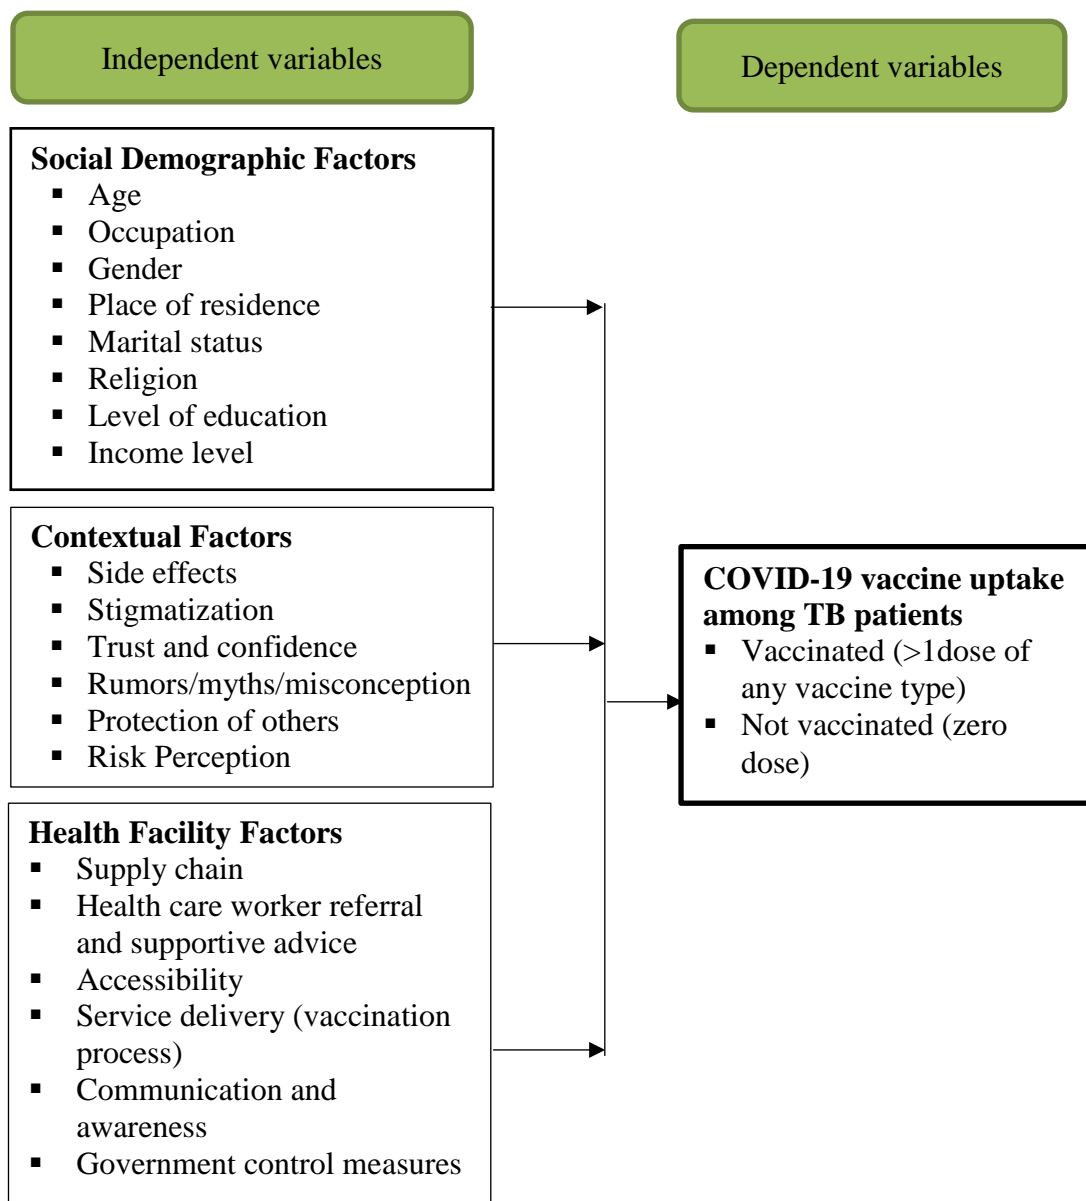 Independent variables
Dependent variables
Social Demographic Factors
▪ Age
▪ Occupation
▪ Gender
▪ Place of residence
▪ Marital status
▪ Religion
▪ Level of education
▪ Income level
Contextual Factors
▪ Side effects
▪ Stigmatization
▪ Trust and confidence
▪ Rumors/myths/misconception
▪ Protection of others
▪ Risk Perception
Health Facility Factors
▪ Supply chain
▪ Health care worker referral
and supportive advice
▪ Accessibility
▪ Service delivery (vaccination
process)
▪ Communication and
awareness
▪ Government control measures
COVID-19 vaccine uptake
among TB patients
▪ Vaccinated (>1dose of
any vaccine type)
▪ Not vaccinated (zero
dose)